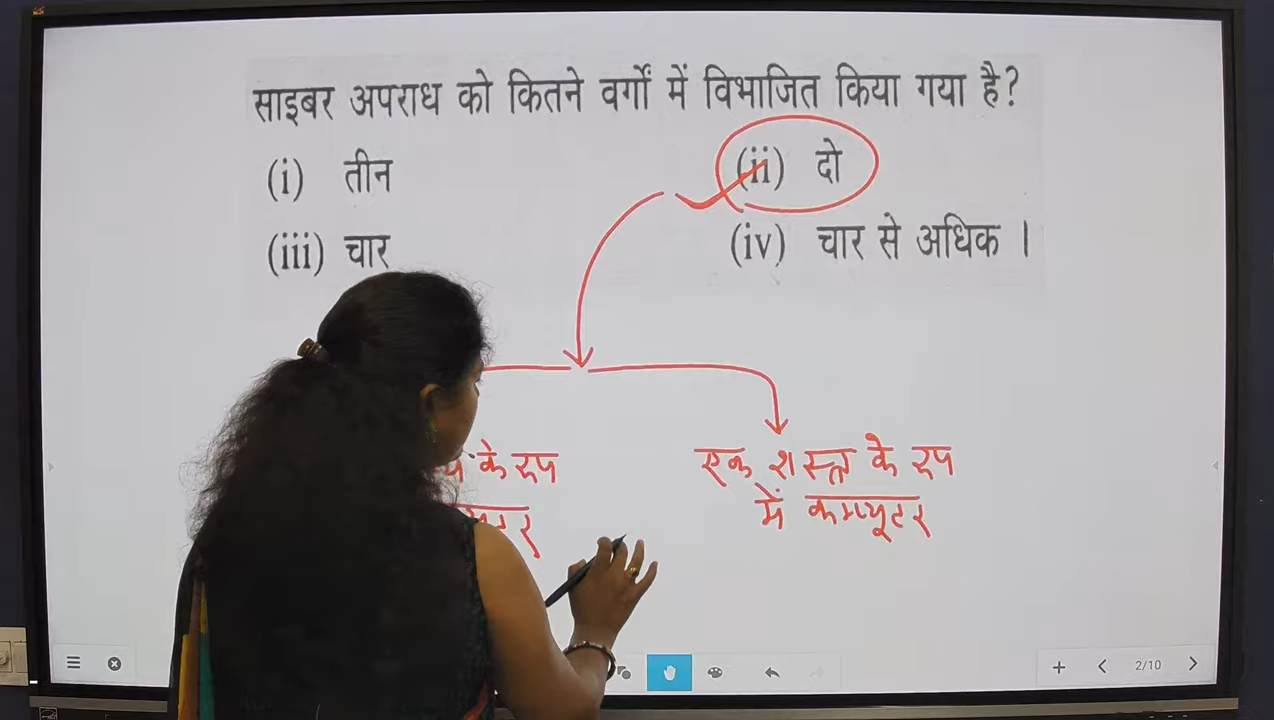 साइबर अपराध को कितने वर्गों में विभाजित किया गया है?
(i) तीन
(ii) दो
(iii) चार
(iv) चार से अधिक ।
के रुप
एक शस्त्र के रुप
में कम्प्यूटर
2/10